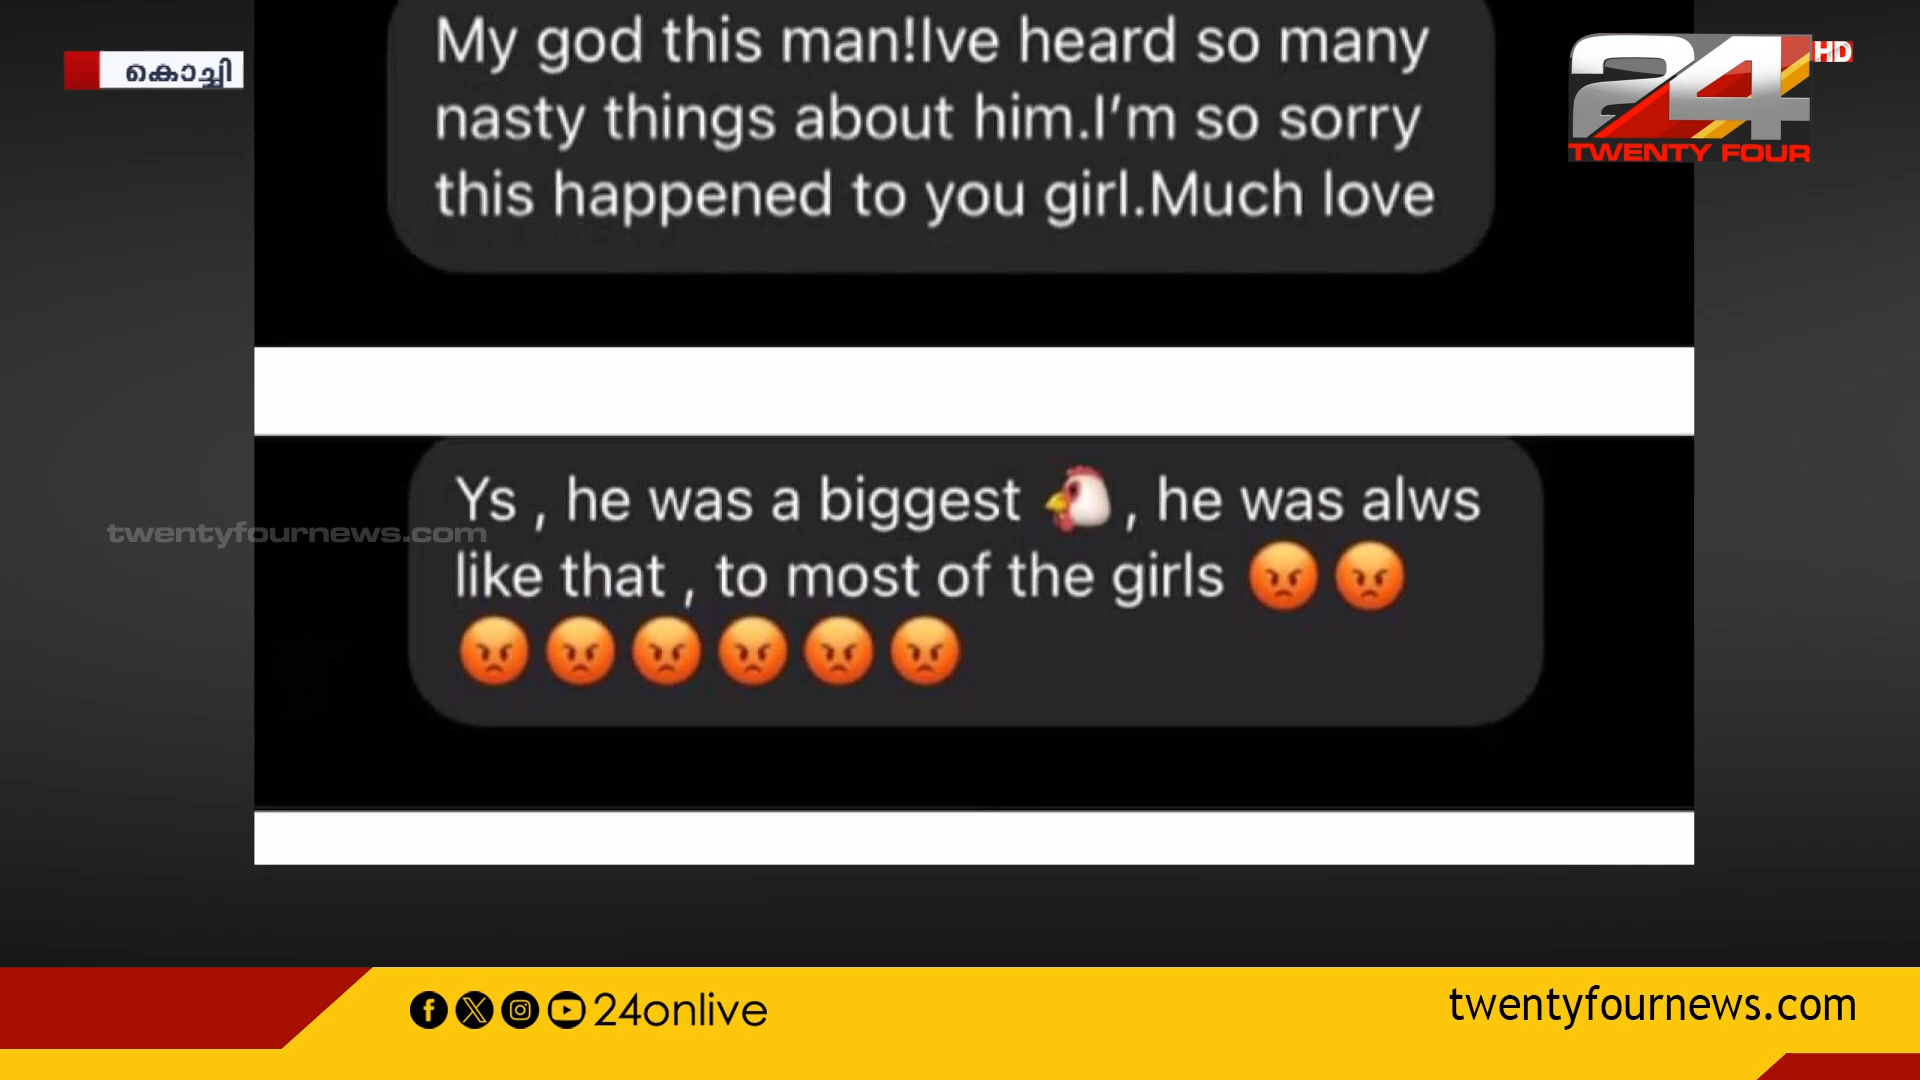 My god this man!Ive heard so many
nasty things about him.I'm so sorry
this happened to you girl.Much love
കൊച്ചി
24 HD
TWENTY FOUR
Ys , he was a biggest 🐔, he was alws
like that , to most of the girls 😡 😡
😡 😡 😡 😡 😡 😡
twentyfournews.com
24onlive
twentyfournews.com